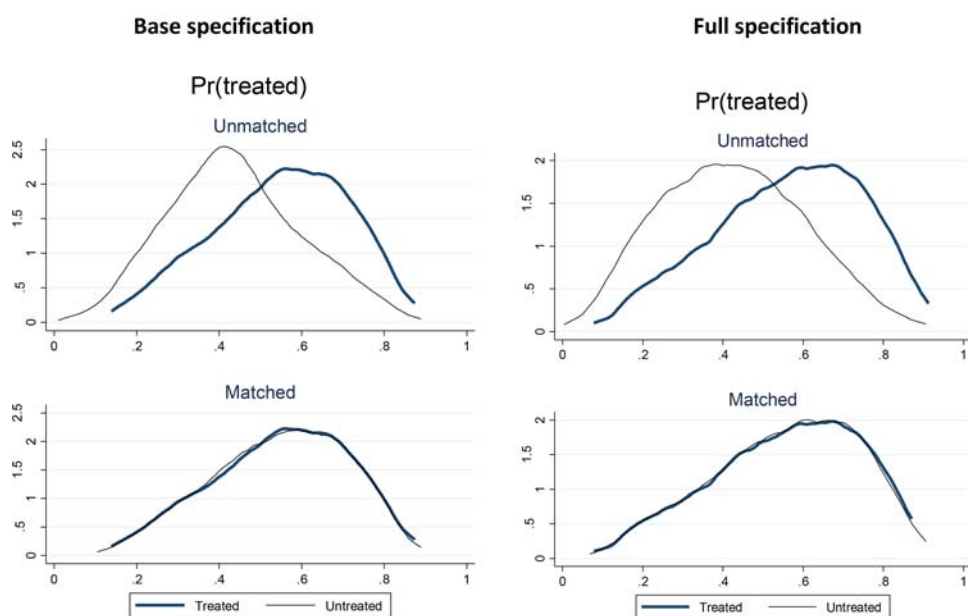 Base specification
Pr(treated)
Unmatched
2.5
2
1.5
1
.5
0
0 .2 .4 .6 .8 1
Matched
2.5
2
1.5
1
.5
0
0 .2 .4 .6 .8 1
Treated Untreated
Full specification
Pr(treated)
Unmatched
2
1.5
1
.5
0
0 .2 .4 .6 .8 1
Matched
2
1.5
1
.5
0
0 .2 .4 .6 .8 1
Treated Untreated